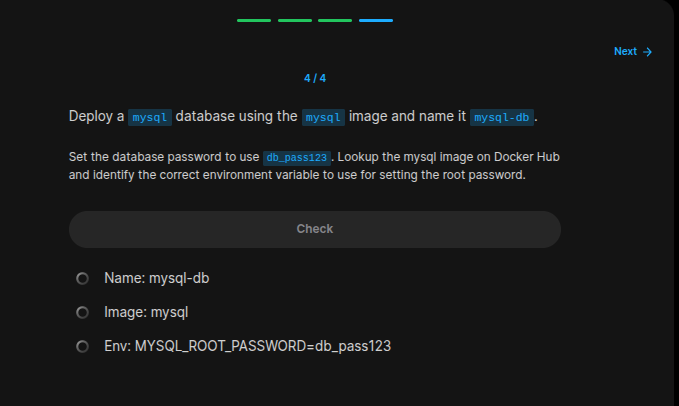 Next →
4 / 4
Deploy a mysql database using the mysql image and name it mysql-db.
Set the database password to use db_pass123. Lookup the mysql image on Docker Hub
and identify the correct environment variable to use for setting the root password.
Check
Name: mysql-db
Image: mysql
Env: MYSQL_ROOT_PASSWORD=db_pass123